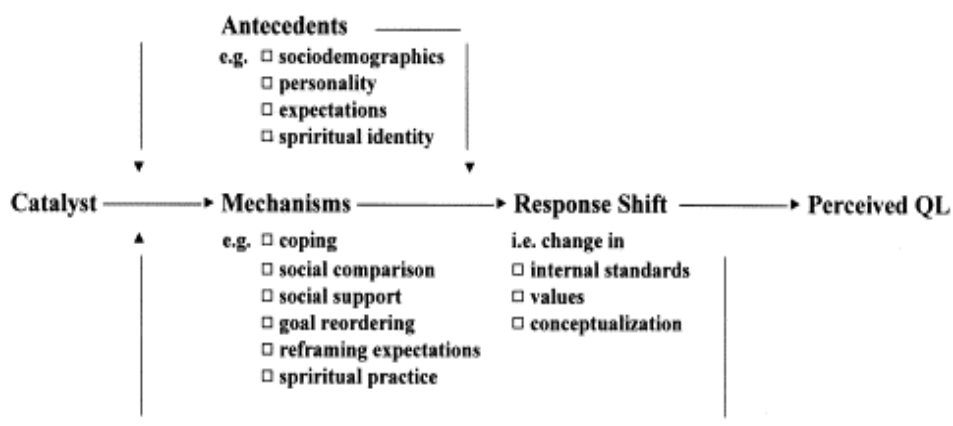 Antecedents
e.g. □ sociodemographics
□ personality
□ expectations
□ spriritual identity
Catalyst Mechanisms Response Shift Perceived QL
e.g. □ coping
□ social comparison
□ social support
□ goal reordering
□ reframing expectations
□ spriritual practice
i.e. change in
□ internal standards
□ values
□ conceptualization